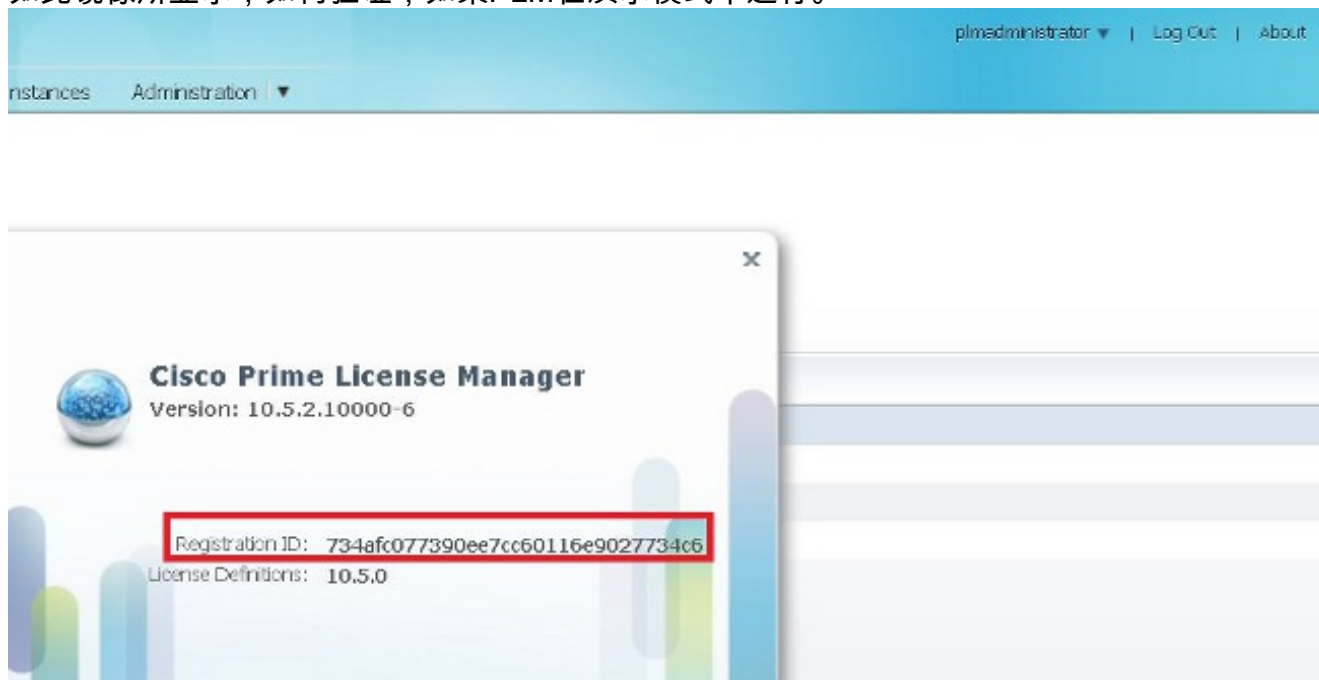 plmadministrator ▼ | Log Out | About
nstances Administration ▼
Cisco Prime License Manager
Version: 10.5.2.10000-6
Registration ID: 734afc077390ee7cc60116e9027734c6
License Definitions: 10.5.0